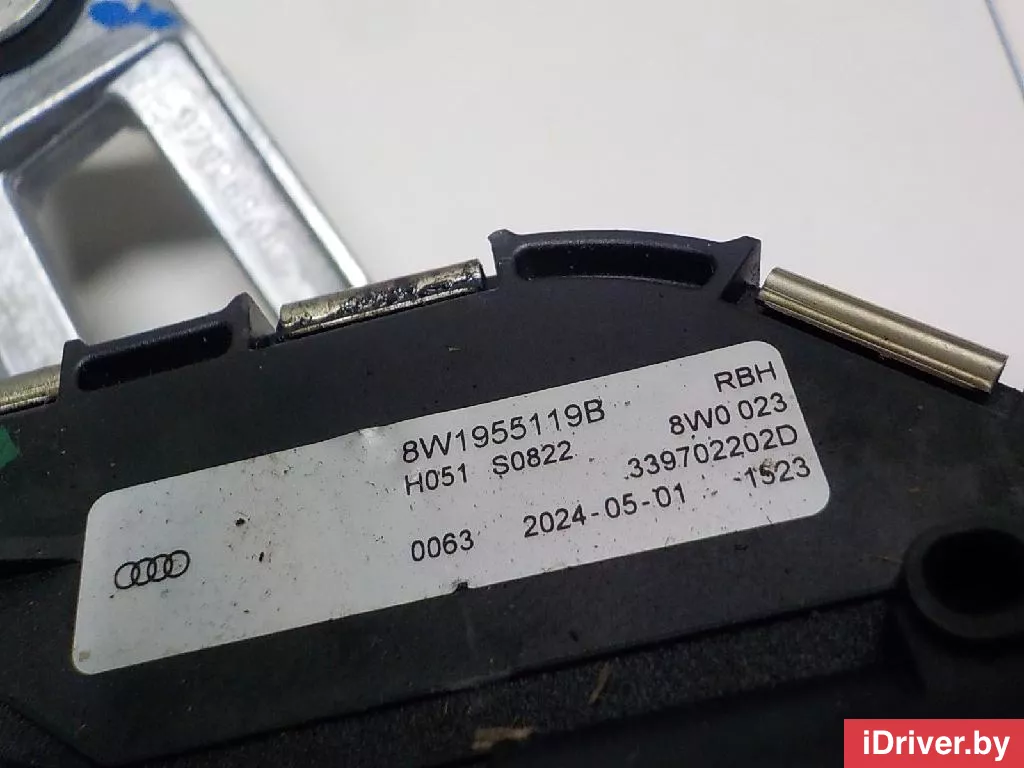 8W1955119B RBH
H051 S0822 8W0 023
339702202D
0063 2024-05-01 1523
iDriver.by